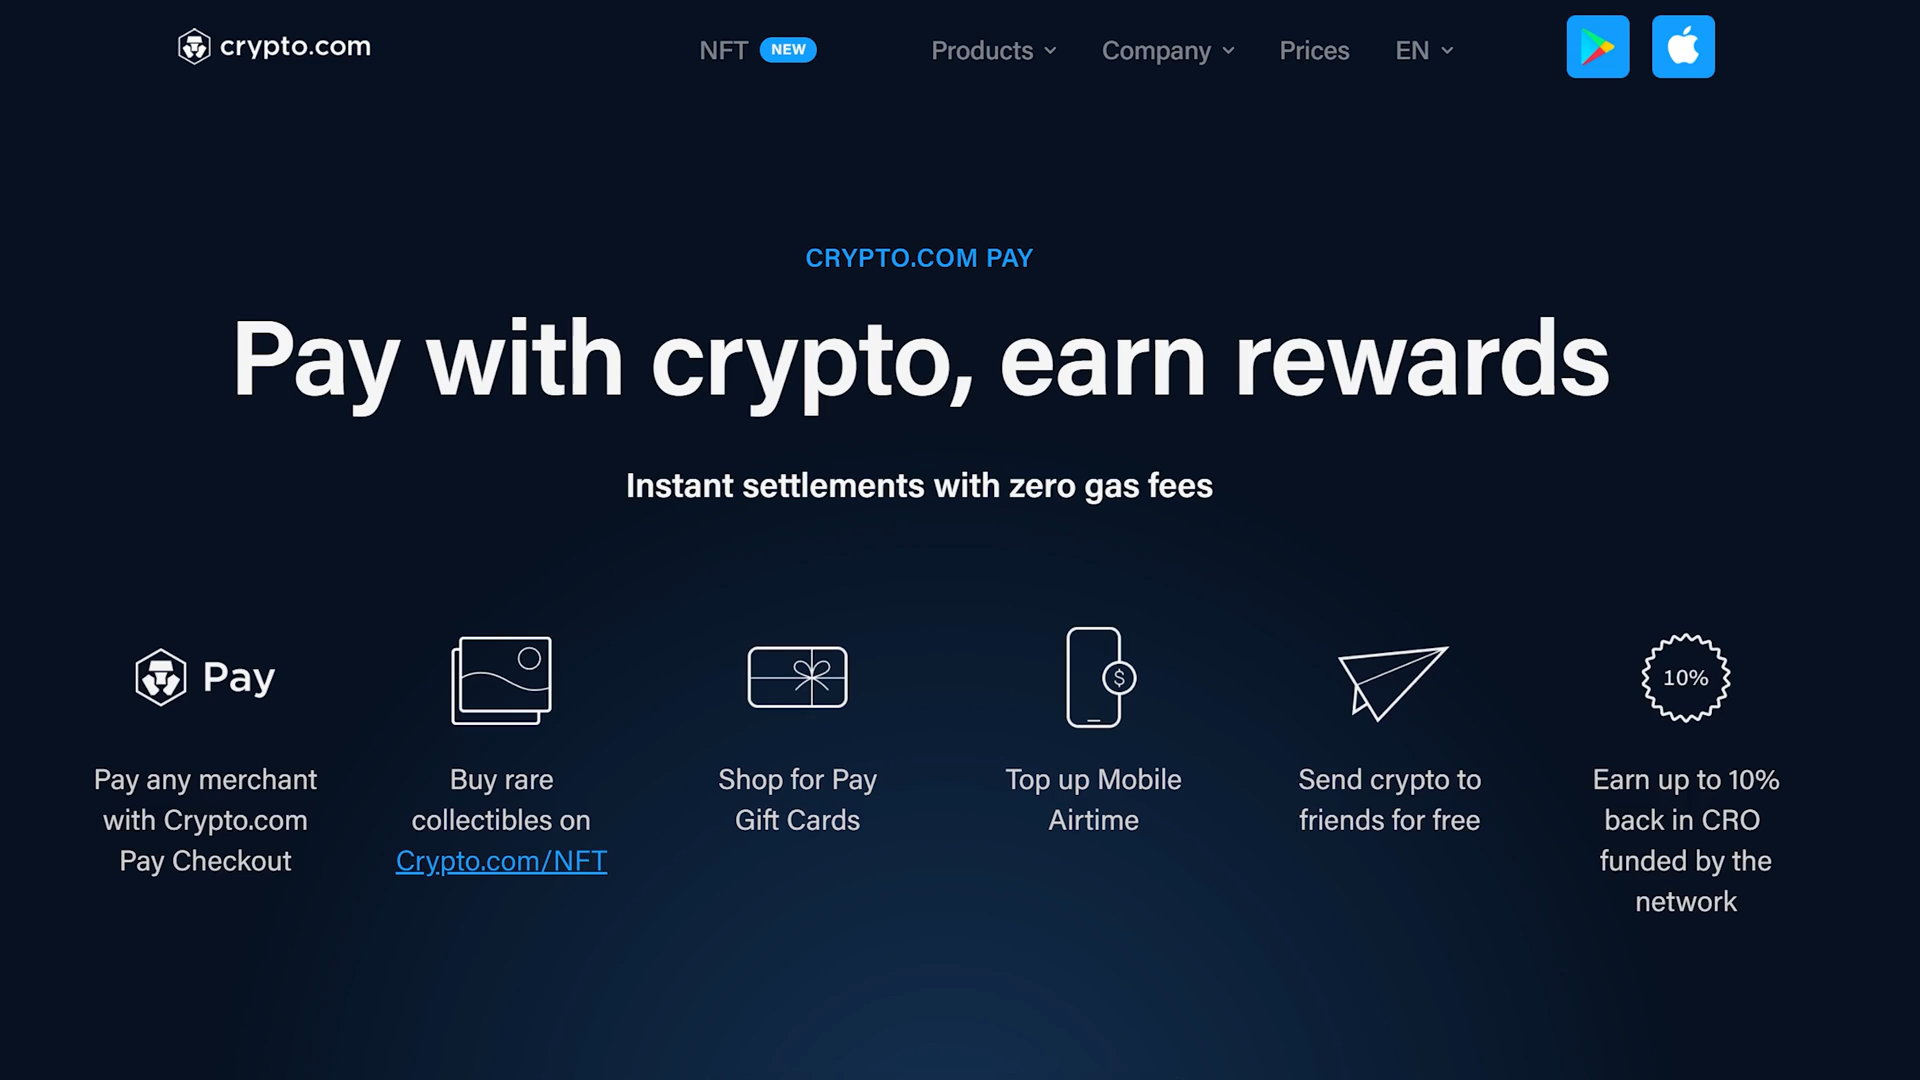 crypto.com
NFT NEW Products Company Prices EN
CRYPTO.COM PAY
Pay with crypto, earn rewards
Instant settlements with zero gas fees
Pay
$
10%
Pay any merchant
with Crypto.com
Pay Checkout
Buy rare
collectibles on
Crypto.com/NFT
Shop for Pay
Gift Cards
Top up Mobile
Airtime
Send crypto to
friends for free
Earn up to 10%
back in CRO
funded by the
network